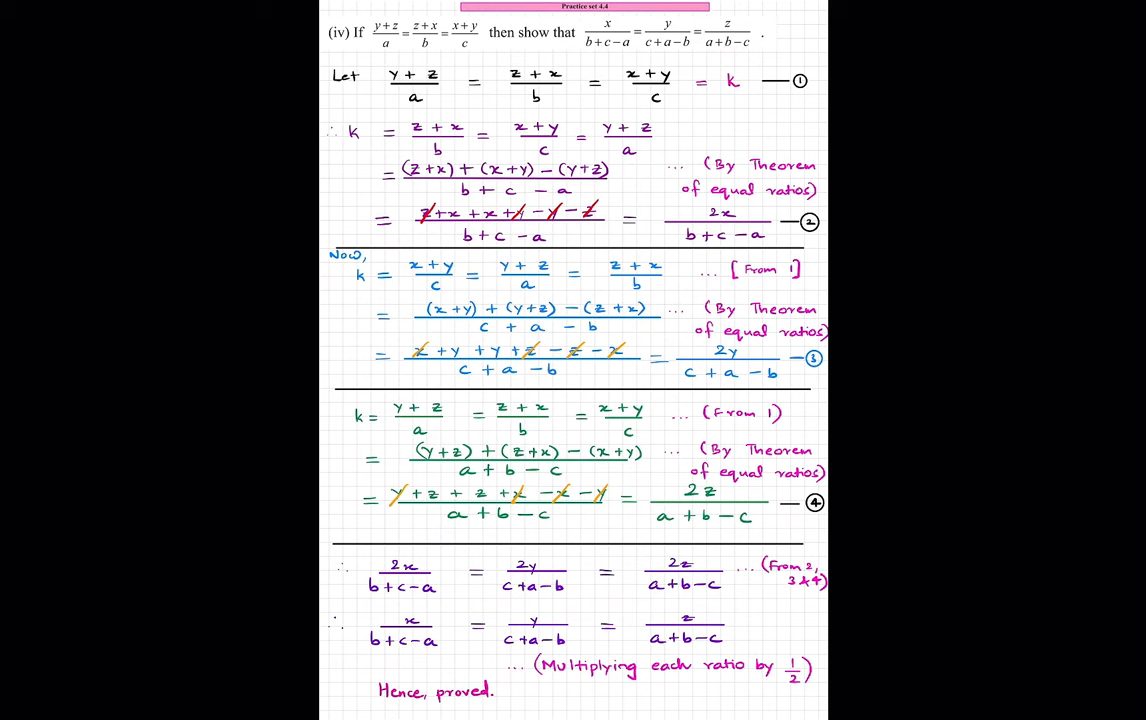 Practice set 4.4
(iv) If (y+z)/a = (z+x)/b = (x+y)/c then show that x/(b+c−a) = y/(c+a−b) = z/(a+b−c) .
Let (y + z)/a = (z + x)/b = (x+y)/c = k —①
∴ k = (z + x)/b = (x+y)/c = (y + z)/a
= ((z+x) + (x+y) − (y+z))/(b + c − a) ... (By Theorem of equal ratios)
= (z+x + x+y − y − z)/(b + c − a) = 2x/(b + c − a) —②
Now,
k = (x+y)/c = (y + z)/a = (z + x)/b ... [From 1]
= ((x+y) + (y+z) − (z+x))/(c + a − b) ... (By Theorem of equal ratios)
= (x +y + y +z − z − x)/(c + a − b) = 2y/(c + a − b) —③
k = (y + z)/a = (z + x)/b = (x+y)/c ... (From 1)
= ((y+z) + (z+x) − (x+y))/(a + b − c) ... (By Theorem of equal ratios)
= (y + z + z +x − x − y)/(a + b − c) = 2z/(a + b − c) —④
∴ 2x/(b+c−a) = 2y/(c+a−b) = 2z/(a+b−c) ... (From 2, 3 & 4)
∴ x/(b+c−a) = y/(c+a−b) = z/(a+b−c)
... (Multiplying each ratio by 1/2)
Hence, proved.